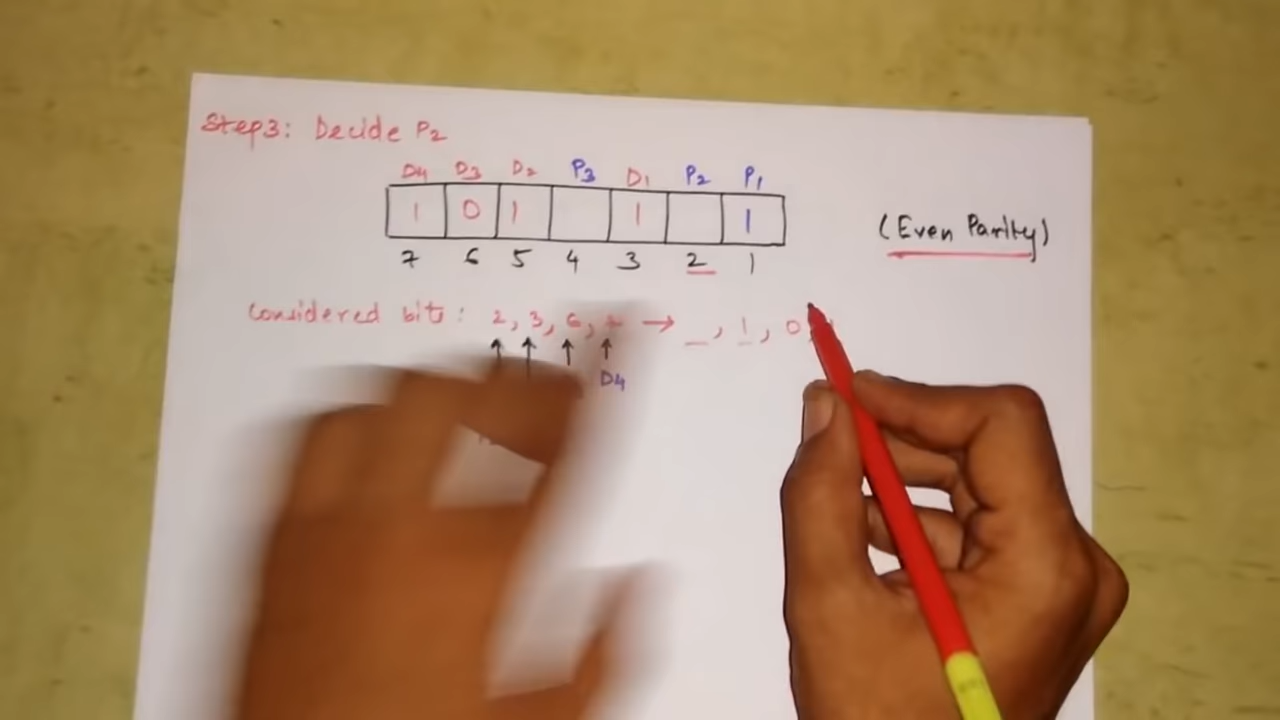 Step3: Decide P2
D4 D3 D2 P3 D1 P2 P1
1 0 1 1 1
7 6 5 4 3 2 1
(Even Parity)
Considered bits: 2, 3, 6, 7 → _, 1, 0
D4